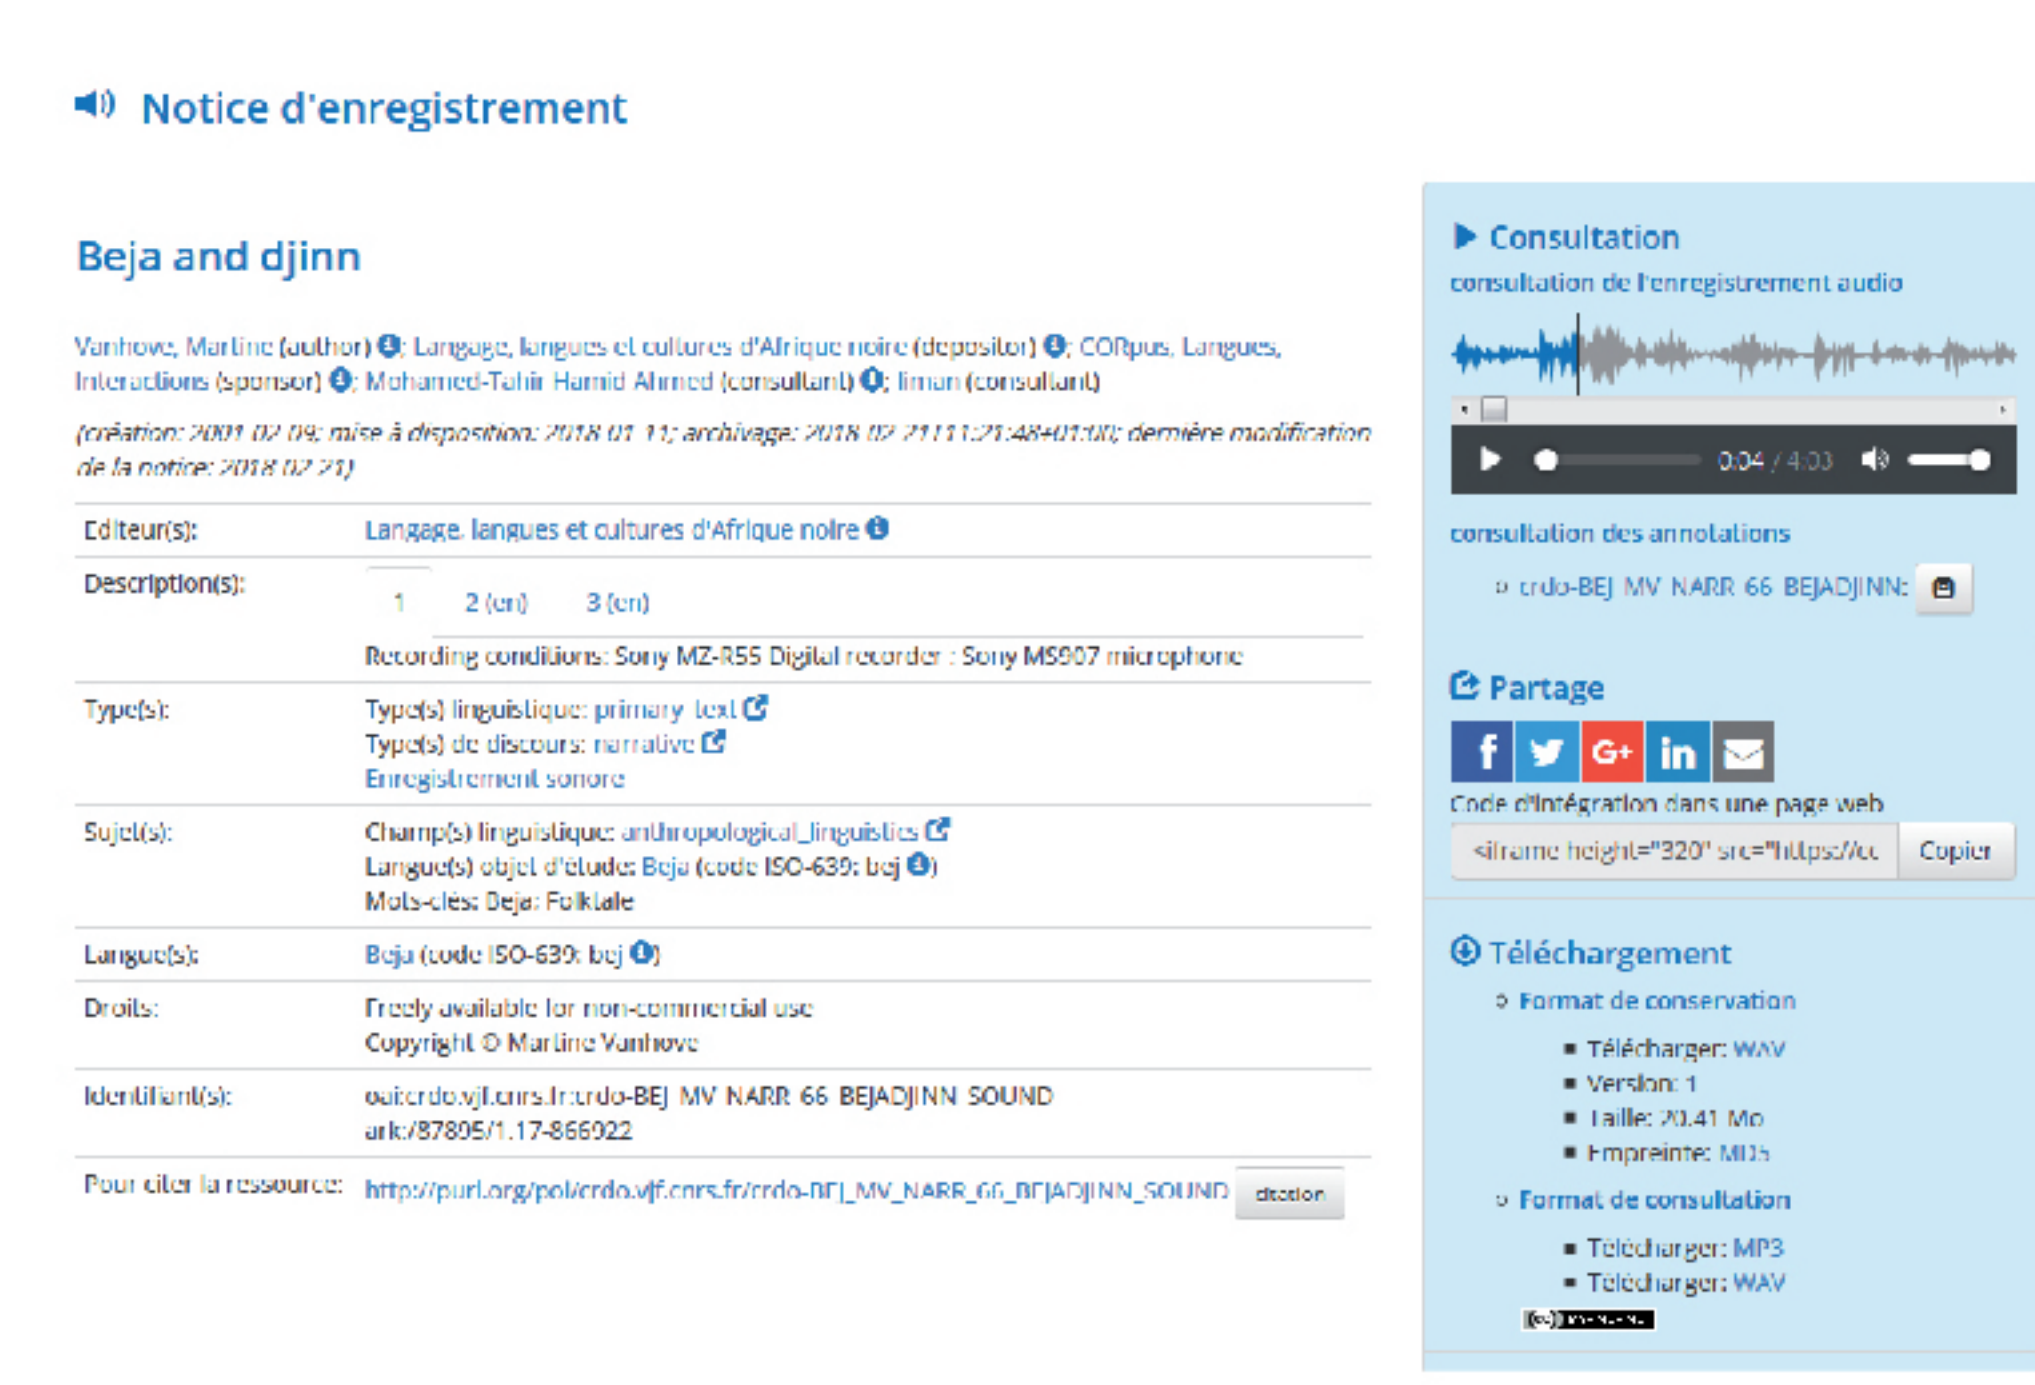 Notice d'enregistrement
Beja and djinn
Vanhove, Martine (author); Langage, langues et cultures d'Afrique noire (depositor); CORpus, Langues,
Interactions (sponsor); Mohamed-Tahir Hamid Ahmed (consultant); liman (consultant)
(création: 2001-02-09; mise à disposition: 2018-01-11; archivage: 2018-02-21T11:21:48+01:00; dernière modification
de la notice: 2018-02-21)
Editeur(s): Langage, langues et cultures d'Afrique noire
Description(s): 1 2 (en) 3 (en)
Recording conditions: Sony MZ-R55 Digital recorder : Sony MS907 microphone
Type(s): Type(s) linguistique: primary_text
Type(s) de discours: narrative
Enregistrement sonore
Sujet(s): Champ(s) linguistique: anthropological_linguistics
Langue(s) objet d'étude: Beja (code ISO-639: bej)
Mots-clés: Beja; Folktale
Langue(s): Beja (code ISO-639: bej)
Droits: Freely available for non-commercial use
Copyright © Martine Vanhove
Identifiant(s): oai:crdo.vjf.cnrs.fr:crdo-BEJ_MV_NARR_66_BEJADJINN_SOUND
ark:/87895/1.17-866922
Pour citer la ressource: http://purl.org/poi/crdo.vjf.cnrs.fr/crdo-BEJ_MV_NARR_66_BEJADJINN_SOUND citation
Consultation
consultation de l'enregistrement audio
0:04 / 4:03
consultation des annotations
crdo-BEJ_MV_NARR_66_BEJADJINN:
Partage
f G+ in
Code d'intégration dans une page web
<iframe height="320" src="https://cc Copier
Téléchargement
Format de conservation
Télécharger: WAV
Version: 1
Taille: 20.41 Mo
Empreinte: MD5
Format de consultation
Télécharger: MP3
Télécharger: WAV
(cc)